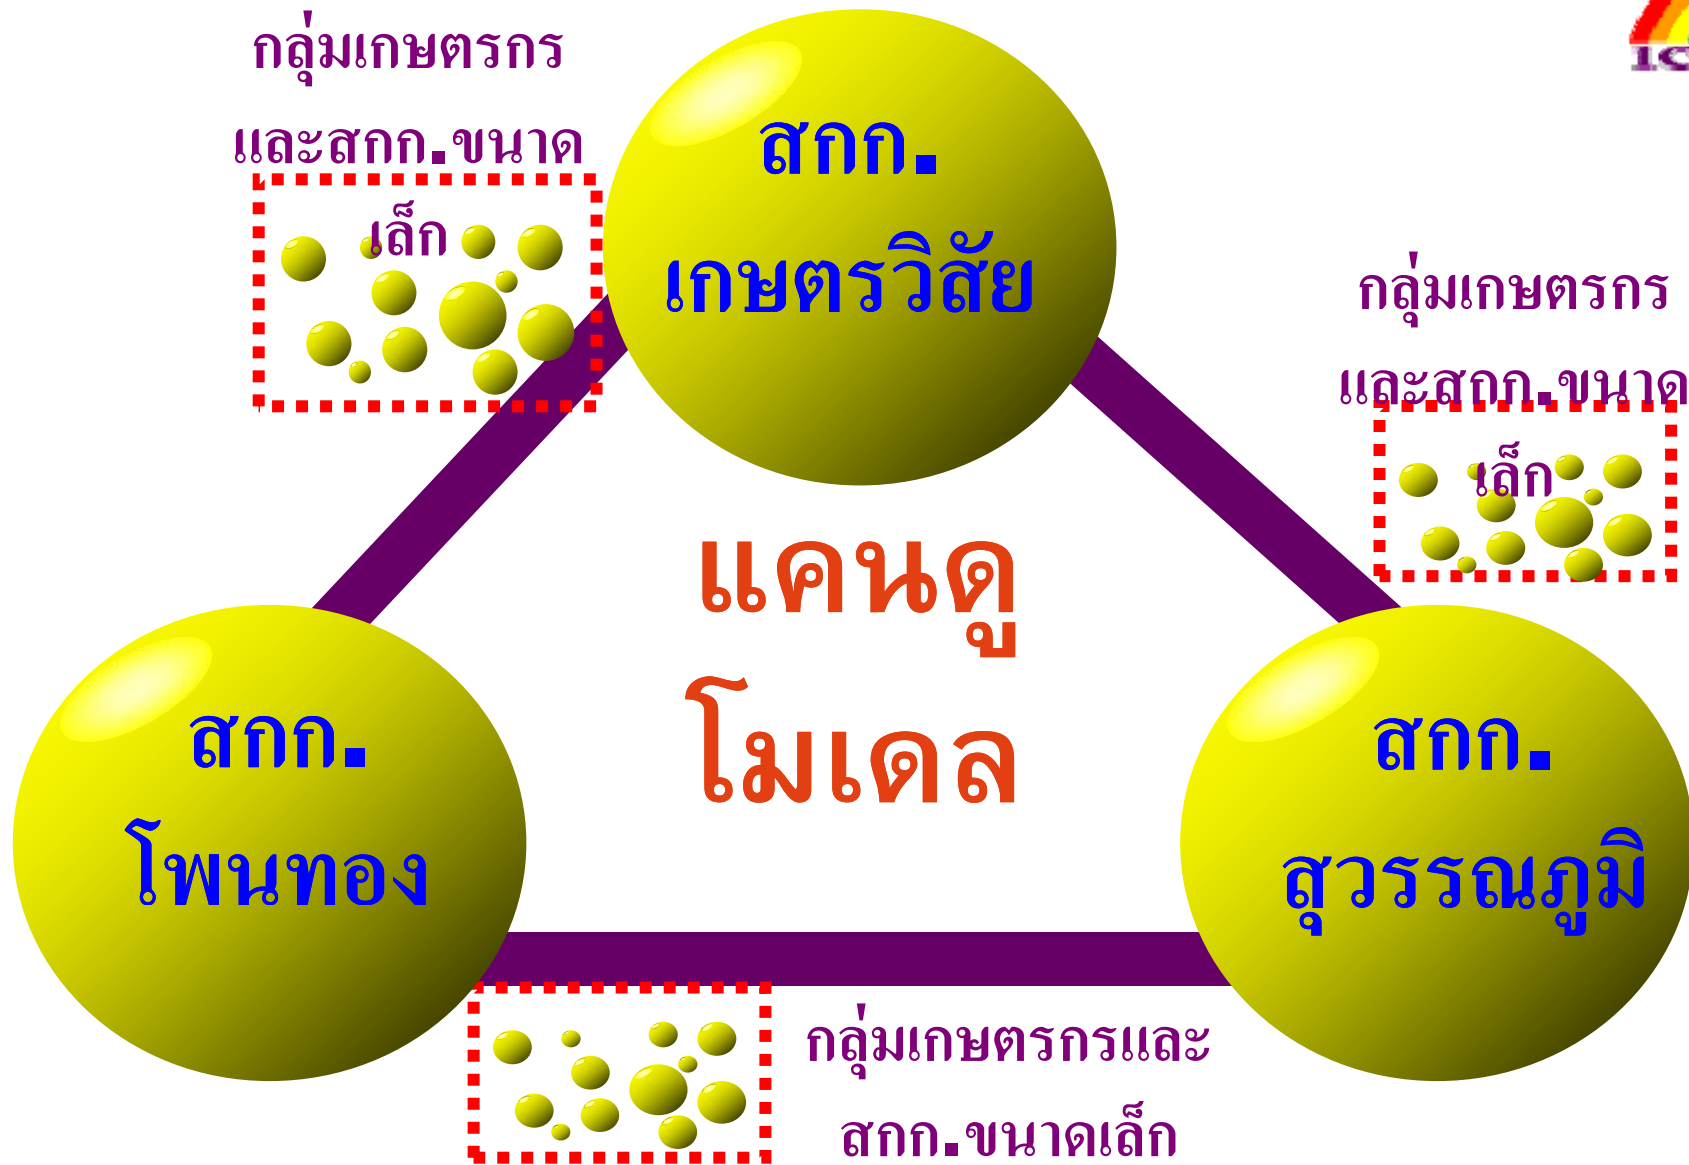 กลุ่มเกษตรกร
และสกก.ขนาด
เล็ก
สกก.
เกษตรวิสัย
กลุ่มเกษตรกร
และสกก.ขนาด
เล็ก
แคนดู
โมเดล
สกก.
โพนทอง
สกก.
สุวรรณภูมิ
กลุ่มเกษตรกรและ
สกก.ขนาดเล็ก